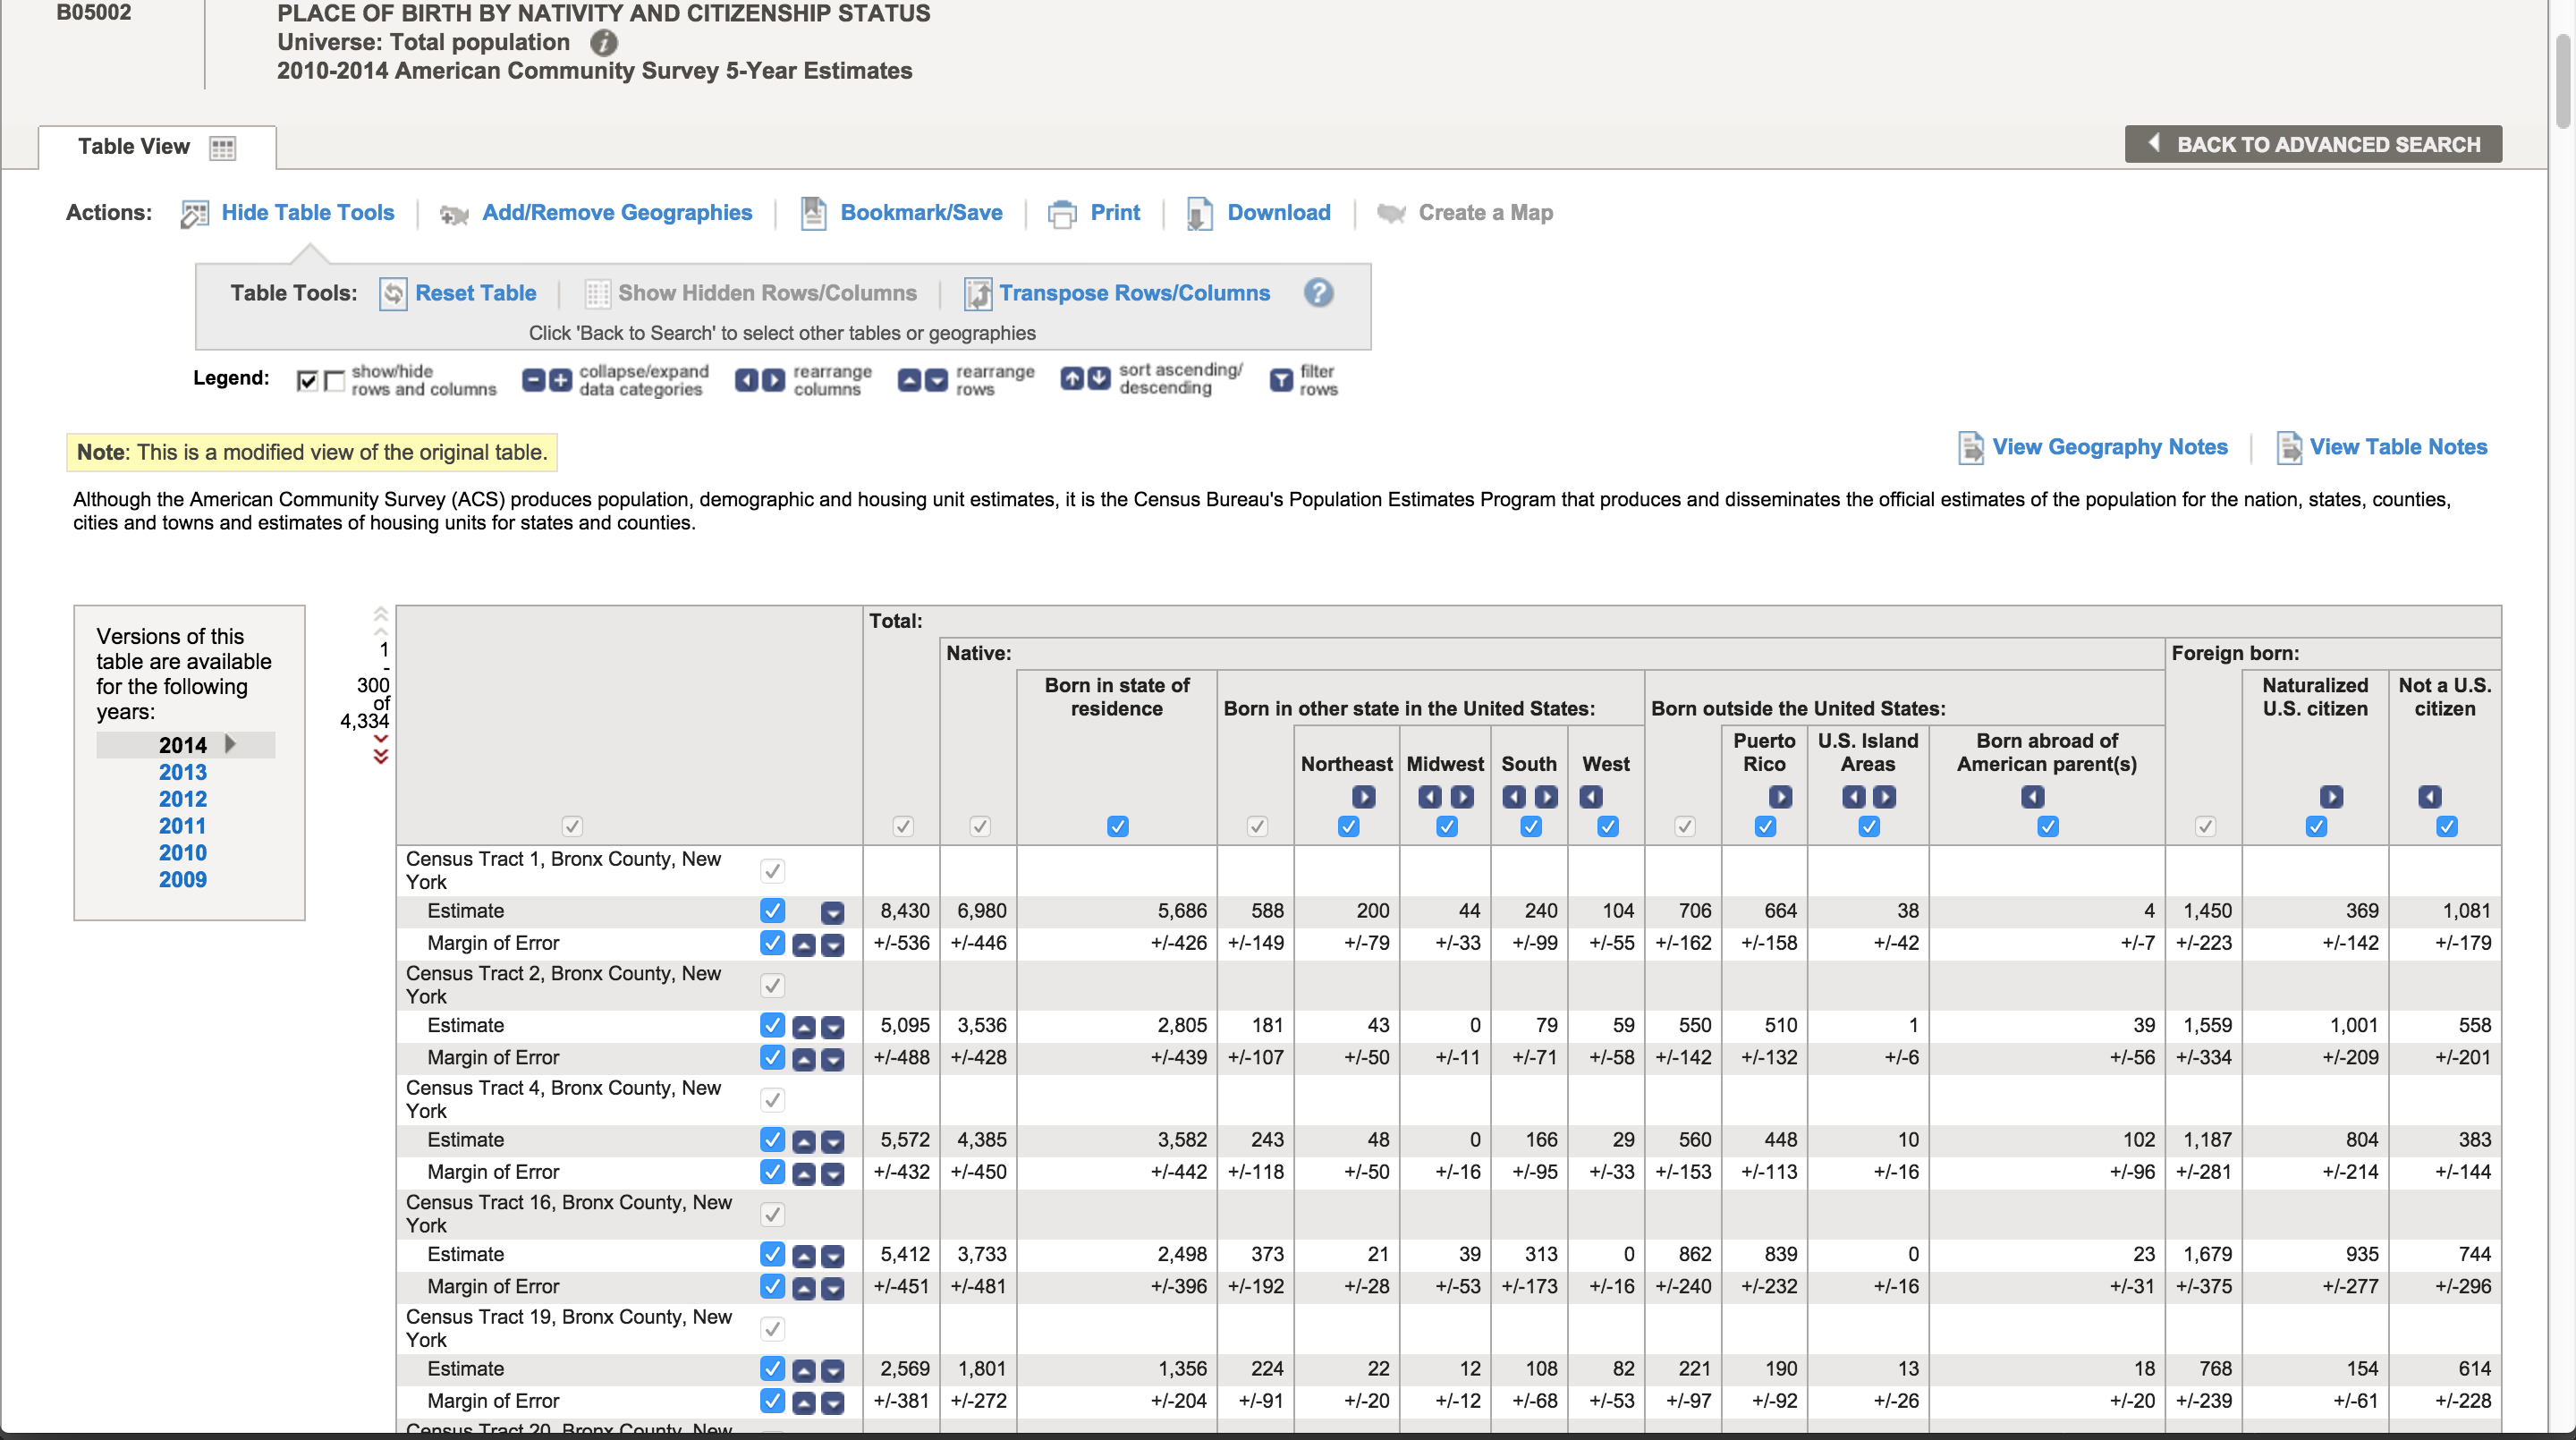 B05002
PLACE OF BIRTH BY NATIVITY AND CITIZENSHIP STATUS
Universe: Total population
2010-2014 American Community Survey 5-Year Estimates
Table View
BACK TO ADVANCED SEARCH
Actions: Hide Table Tools Add/Remove Geographies Bookmark/Save Print Download Create a Map
Table Tools: Reset Table Show Hidden Rows/Columns Transpose Rows/Columns ?
Click 'Back to Search' to select other tables or geographies
Legend: show/hide rows and columns collapse/expand data categories rearrange columns rearrange rows sort ascending/ descending filter rows
Note: This is a modified view of the original table.
View Geography Notes View Table Notes
Although the American Community Survey (ACS) produces population, demographic and housing unit estimates, it is the Census Bureau's Population Estimates Program that produces and disseminates the official estimates of the population for the nation, states, counties,
cities and towns and estimates of housing units for states and counties.
Versions of this
table are available
for the following
years:
2014
2013
2012
2011
2010
2009
1
-
300
of
4,334
Total:
Native:
Foreign born:
Born in state of
residence
Born in other state in the United States:
Born outside the United States:
Naturalized
U.S. citizen
Not a U.S.
citizen
Northeast Midwest South West
Puerto
Rico
U.S. Island
Areas
Born abroad of
American parent(s)
Census Tract 1, Bronx County, New
York
Estimate 8,430 6,980 5,686 588 200 44 240 104 706 664 38 4 1,450 369 1,081
Margin of Error +/-536 +/-446 +/-426 +/-149 +/-79 +/-33 +/-99 +/-55 +/-162 +/-158 +/-42 +/-7 +/-223 +/-142 +/-179
Census Tract 2, Bronx County, New
York
Estimate 5,095 3,536 2,805 181 43 0 79 59 550 510 1 39 1,559 1,001 558
Margin of Error +/-488 +/-428 +/-439 +/-107 +/-50 +/-11 +/-71 +/-58 +/-142 +/-132 +/-6 +/-56 +/-334 +/-209 +/-201
Census Tract 4, Bronx County, New
York
Estimate 5,572 4,385 3,582 243 48 0 166 29 560 448 10 102 1,187 804 383
Margin of Error +/-432 +/-450 +/-442 +/-118 +/-50 +/-16 +/-95 +/-33 +/-153 +/-113 +/-16 +/-96 +/-281 +/-214 +/-144
Census Tract 16, Bronx County, New
York
Estimate 5,412 3,733 2,498 373 21 39 313 0 862 839 0 23 1,679 935 744
Margin of Error +/-451 +/-481 +/-396 +/-192 +/-28 +/-53 +/-173 +/-16 +/-240 +/-232 +/-16 +/-31 +/-375 +/-277 +/-296
Census Tract 19, Bronx County, New
York
Estimate 2,569 1,801 1,356 224 22 12 108 82 221 190 13 18 768 154 614
Margin of Error +/-381 +/-272 +/-204 +/-91 +/-20 +/-12 +/-68 +/-53 +/-97 +/-92 +/-26 +/-20 +/-239 +/-61 +/-228
Census Tract 20, Bronx County, New